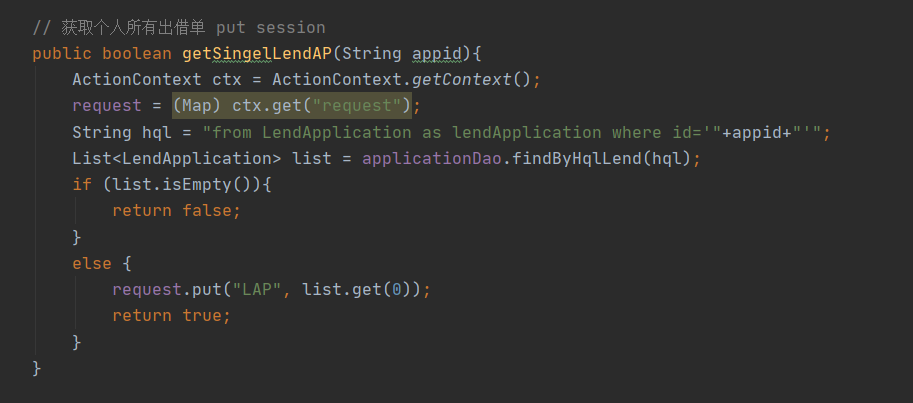 // 获取个人所有出借单 put session
public boolean getSingelLendAP(String appid){
ActionContext ctx = ActionContext.getContext();
request = (Map) ctx.get("request");
String hql = "from LendApplication as lendApplication where id='"+appid+"'";
List<LendApplication> list = applicationDao.findByHqlLend(hql);
if (list.isEmpty()){
return false;
}
else {
request.put("LAP", list.get(0));
return true;
}
}